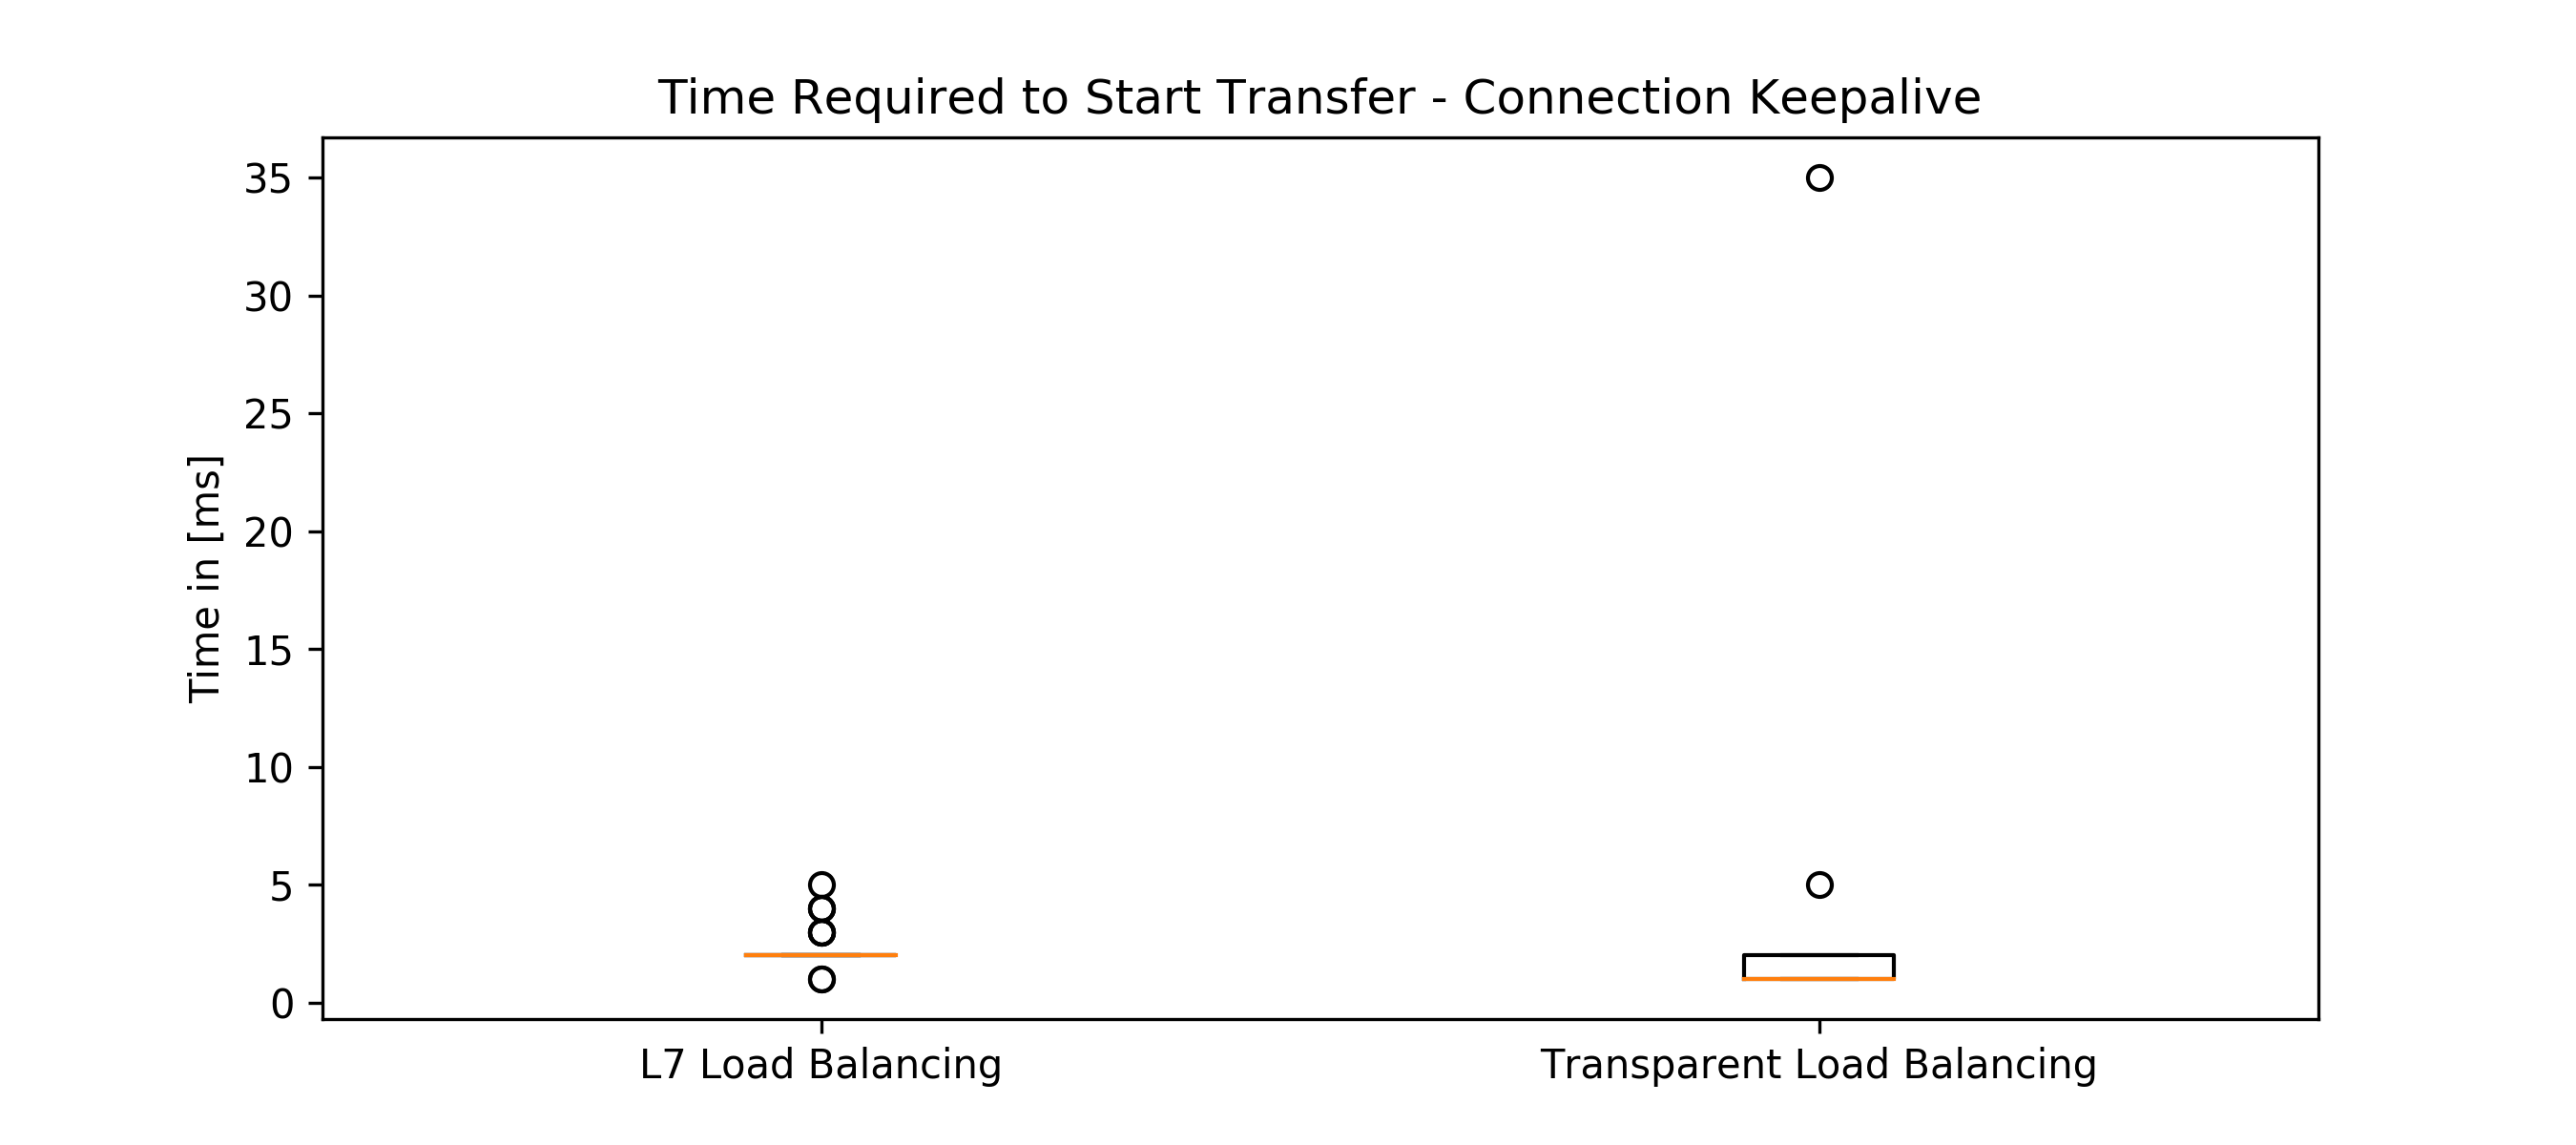 Time Required to Start Transfer - Connection Keepalive
35
30
25
20
15
10
5
0
Time in [ms]
L7 Load Balancing
Transparent Load Balancing